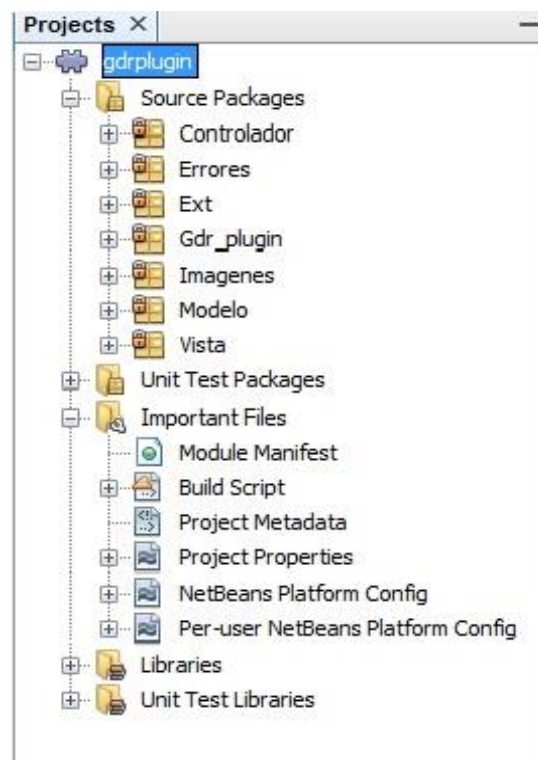 Projects
gdrplugin
Source Packages
Controlador
Errores
Ext
Gdr_plugin
Imagenes
Modelo
Vista
Unit Test Packages
Important Files
Module Manifest
Build Script
Project Metadata
Project Properties
NetBeans Platform Config
Per-user NetBeans Platform Config
Libraries
Unit Test Libraries